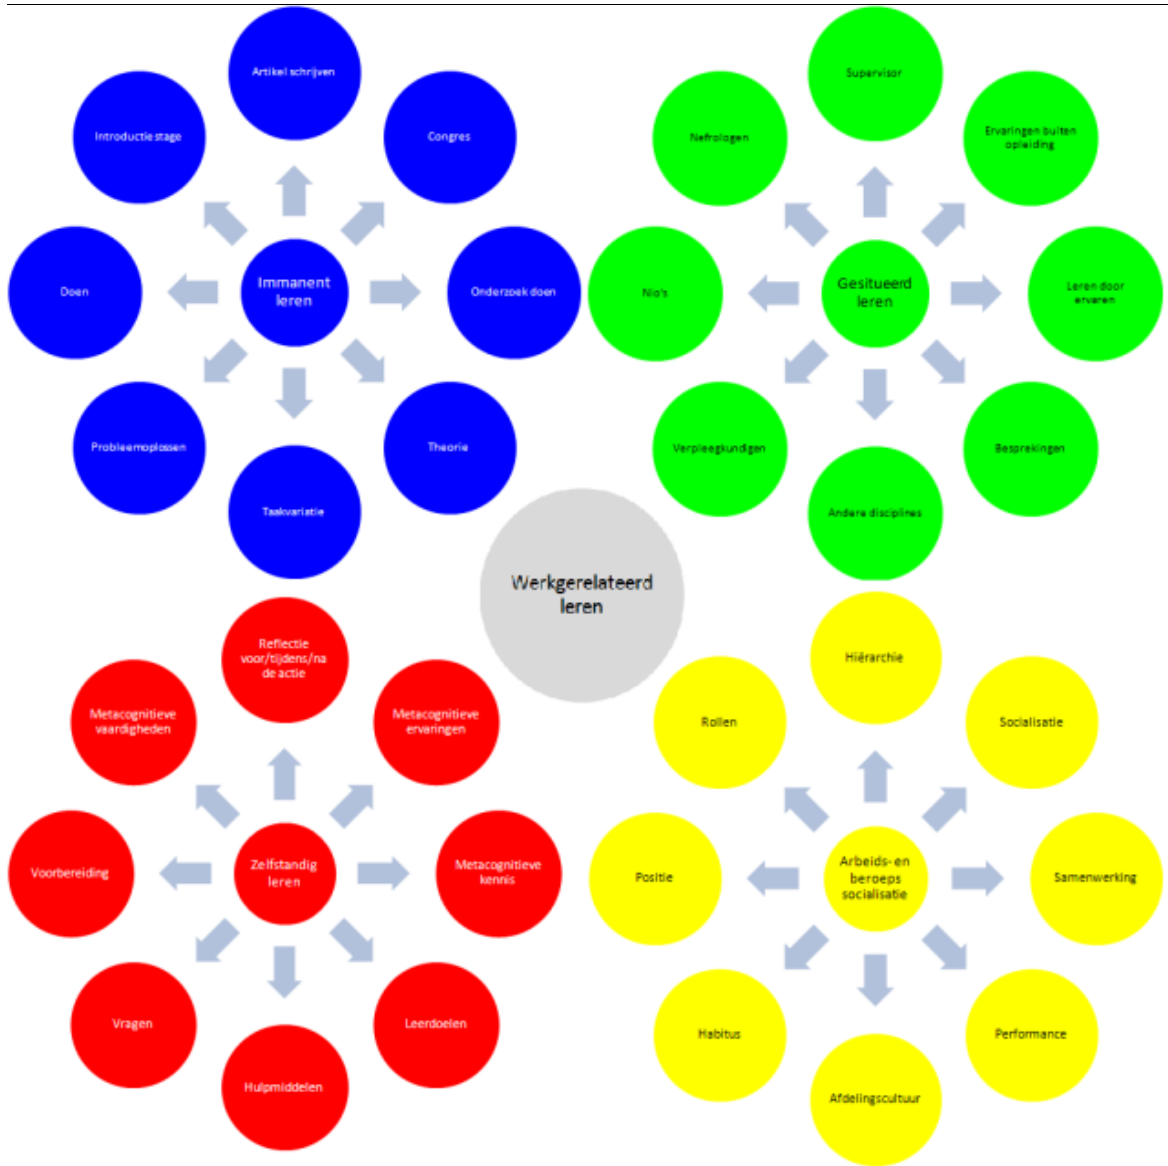 Artikel schrijven
Introductie stage
Congres
Doen
Immanent
leren
Onderzoek doen
Probleemoplossen
Theorie
Taakvariatie
Supervisor
Nefrologen
Ervaringen buiten
opleiding
Nio's
Gesitueerd
leren
Leren door
ervaren
Verpleegkundigen
Besprekingen
Andere disciplines
Werkgerelateerd
leren
Reflectie
voor/tijdens/na
de actie
Metacognitieve
vaardigheden
Metacognitieve
ervaringen
Voorbereiding
Zelfstandig
leren
Metacognitieve
kennis
Vragen
Leerdoelen
Hulpmiddelen
Hiërarchie
Rollen
Socialisatie
Positie
Arbeids- en
beroeps
socialisatie
Samenwerking
Habitus
Performance
Afdelingscultuur